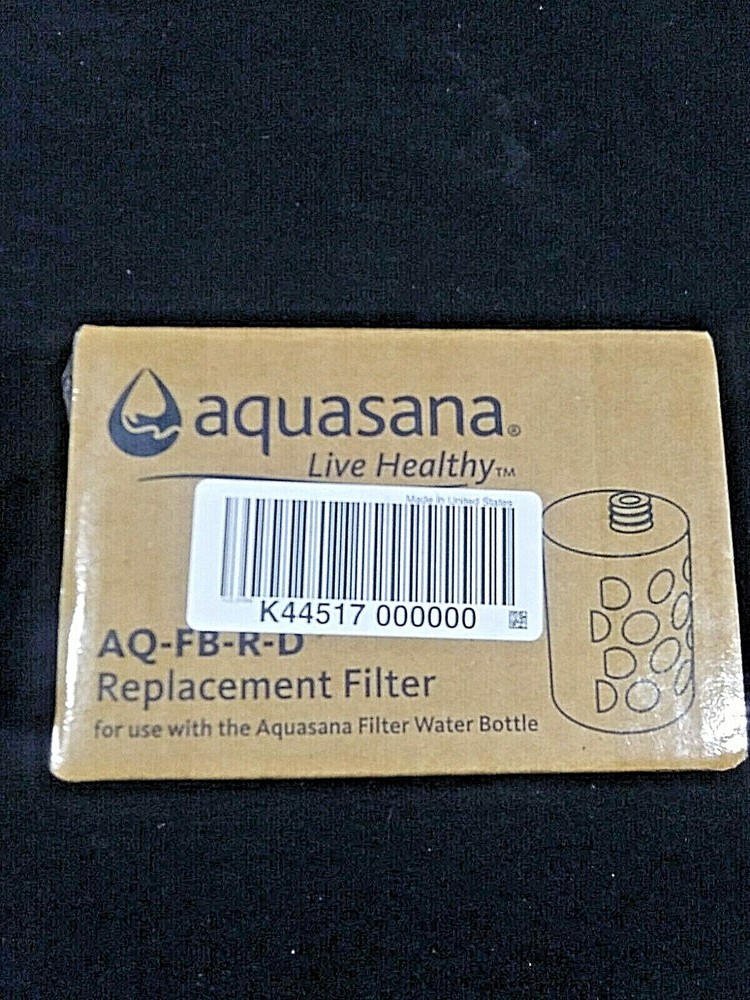 aquasana®
Live Healthy™
Made in United States
K44517 000000
AQ-FB-R-D
Replacement Filter
for use with the Aquasana Filter Water Bottle